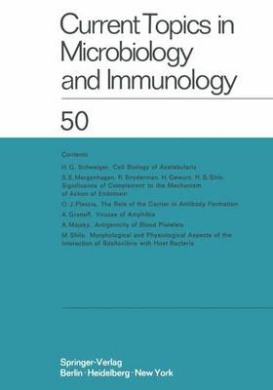 Current Topics in
Microbiology
and Immunology
50
Contents
H. G. Schweiger, Cell Biology of Acetabularia
S. E. Mergenhagen, R. Snyderman, H. Gewurz, H. S. Shin,
Significance of Complement to the Mechanism
of Action of Endotoxin
O. J. Plescia, The Role of the Carrier in Antibody Formation
A. Granoff, Viruses of Amphibia
A. Majsky, Antigenicity of Blood Platelets
M. Shilo, Morphological and Physiological Aspects of the
Interaction of Bdellovibrio with Host Bacteria
Springer-Verlag
Berlin · Heidelberg · New York